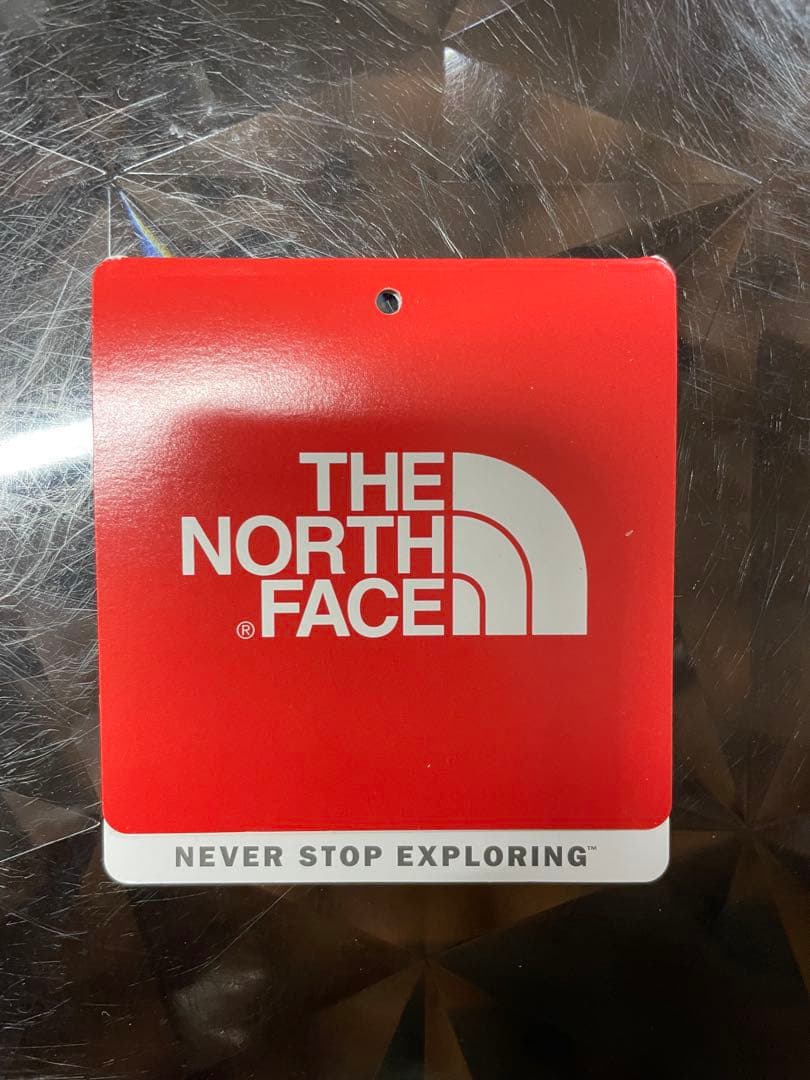 THE
NORTH
®FACE
NEVER STOP EXPLORING™